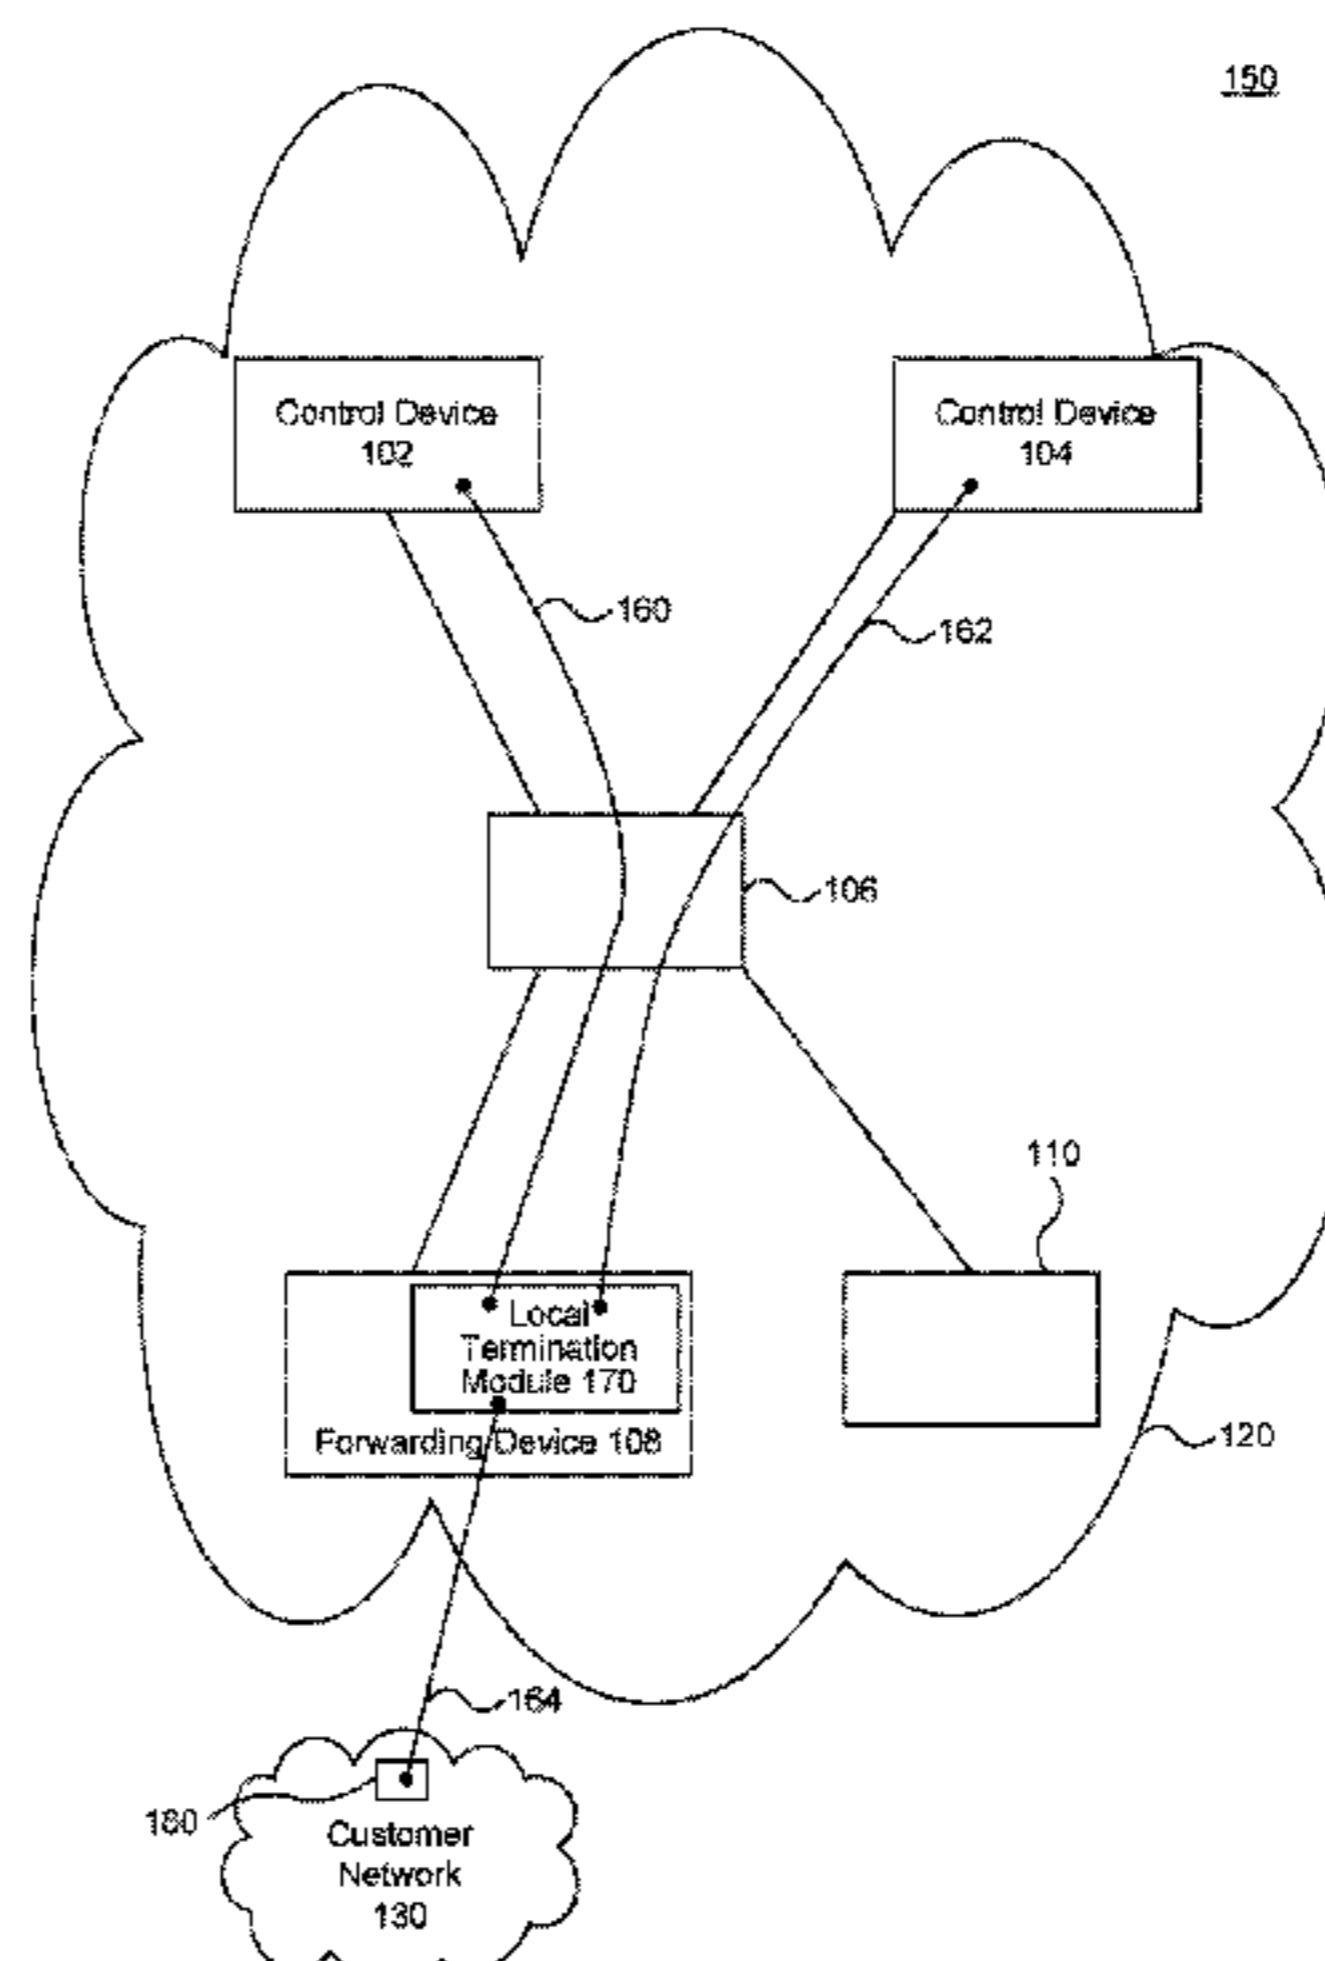 150
Control Device
102
Control Device
104
160
162
106
110
Local
Termination
Module 170
Forwarding Device 108
120
164
180
Customer
Network
130